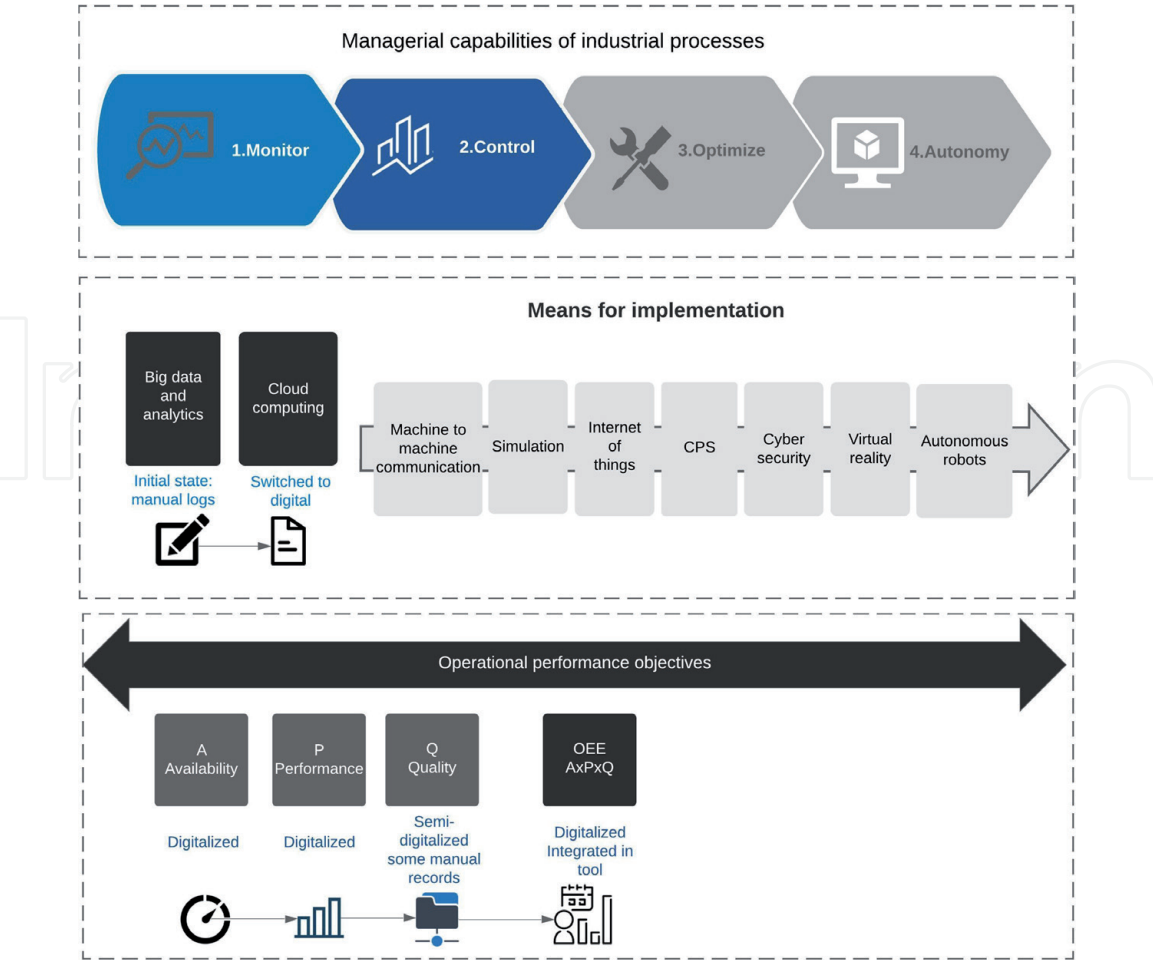 Managerial capabilities of industrial processes
1.Monitor
2.Control
3.Optimize
4.Autonomy
Means for implementation
Big data
and
analytics
Cloud
computing
Machine to
machine
communication
Simulation
Internet
of
things
CPS
Cyber
security
Virtual
reality
Autonomous
robots
Initial state:
manual logs
Switched to
digital
Operational performance objectives
A
Availability
P
Performance
Q
Quality
OEE
AxPxQ
Digitalized
Digitalized
Semi-
digitalized
some manual
records
Digitalized
Integrated in
tool